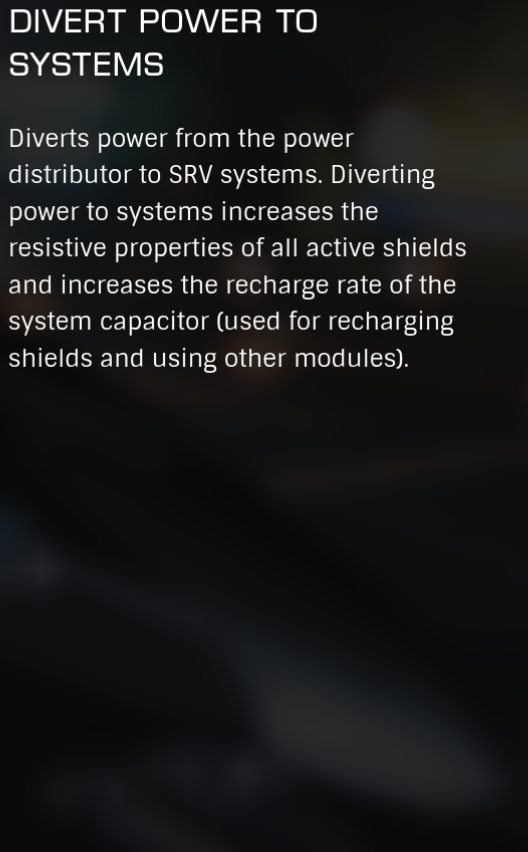 DIVERT POWER TO
SYSTEMS
Diverts power from the power
distributor to SRV systems. Diverting
power to systems increases the
resistive properties of all active shields
and increases the recharge rate of the
system capacitor (used for recharging
shields and using other modules).